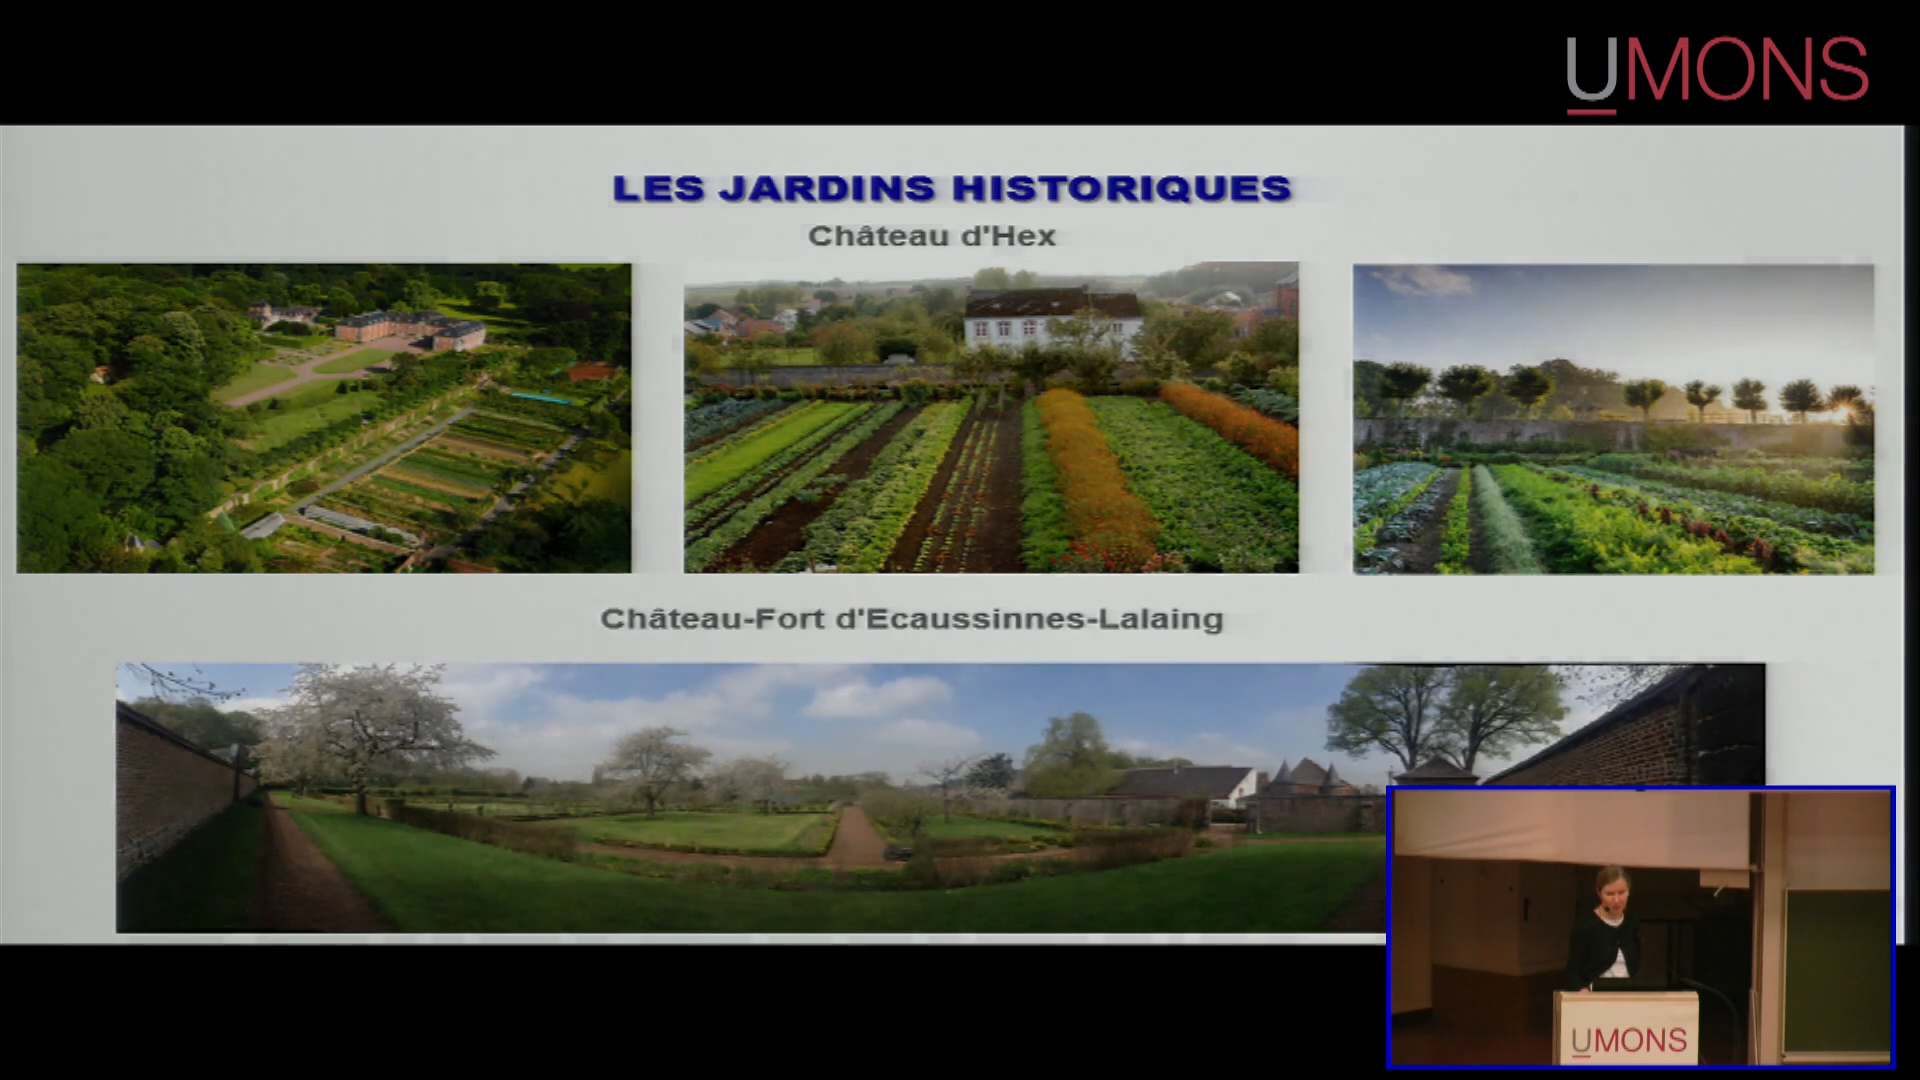 UMONS
LES JARDINS HISTORIQUES
Château d'Hex
Château-Fort d'Ecaussinnes-Lalaing
UMONS